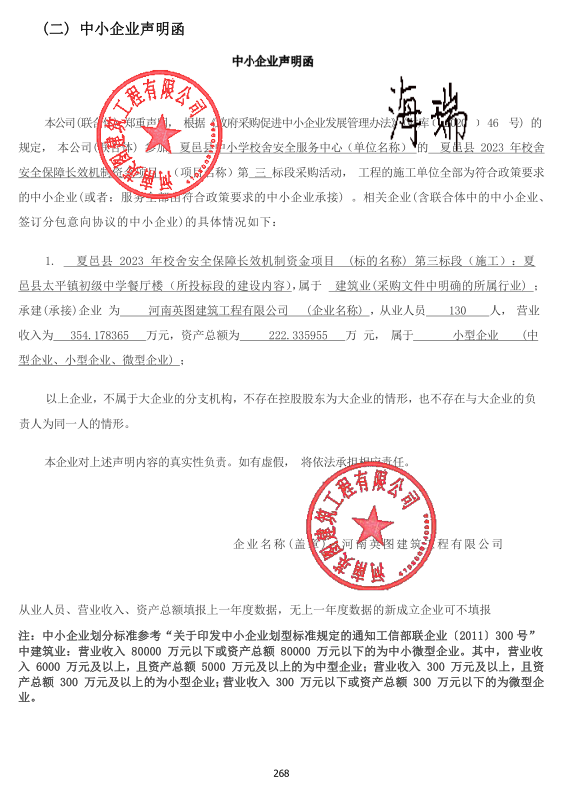 (二) 中小企业声明函
中小企业声明函
海瑞
河南英图建筑工程有限公司
本公司(联合体)郑重声明， 根据《政府采购促进中小企业发展管理办法》 ）46 号) 的
规定， 本公司(联合体) 参加 夏邑县中小学校舍安全服务中心（单位名称） 的 夏邑县 2023 年校舍
安全保障长效机制资金项目 (项目名称) 第 三 标段采购活动， 工程的施工单位全部为符合政策要求
的中小企业(或者：服务全部由符合政策要求的中小企业承接) 。相关企业(含联合体中的中小企业、
签订分包意向协议的中小企业)的具体情况如下：
1. 夏邑县 2023 年校舍安全保障长效机制资金项目 (标的名称) 第三标段（施工）：夏
邑县太平镇初级中学餐厅楼（所投标段的建设内容），属于 建筑业(采购文件中明确的所属行业) ；
承建(承接)企业 为 河南英图建筑工程有限公司 (企业名称) ，从业人员 130 人， 营业
收入为 354.178365 万元，资产总额为 222.335955 万 元， 属于 小型企业 (中
型企业、小型企业、微型企业) ；
以上企业，不属于大企业的分支机构，不存在控股股东为大企业的情形，也不存在与大企业的负
责人为同一人的情形。
本企业对上述声明内容的真实性负责。如有虚假， 将依法承担相应责任。
河南英图建筑工程有限公司
企业名称(盖章)：河南英图建筑工程有限公司
从业人员、营业收入、资产总额填报上一年度数据，无上一年度数据的新成立企业可不填报
注：中小企业划分标准参考“关于印发中小企业划型标准规定的通知工信部联企业〔2011〕300 号”
中建筑业：营业收入 80000 万元以下或资产总额 80000 万元以下的为中小微型企业。其中，营业收
入 6000 万元及以上，且资产总额 5000 万元及以上的为中型企业；营业收入 300 万元及以上，且资
产总额 300 万元及以上的为小型企业；营业收入 300 万元以下或资产总额 300 万元以下的为微型企
业。
268